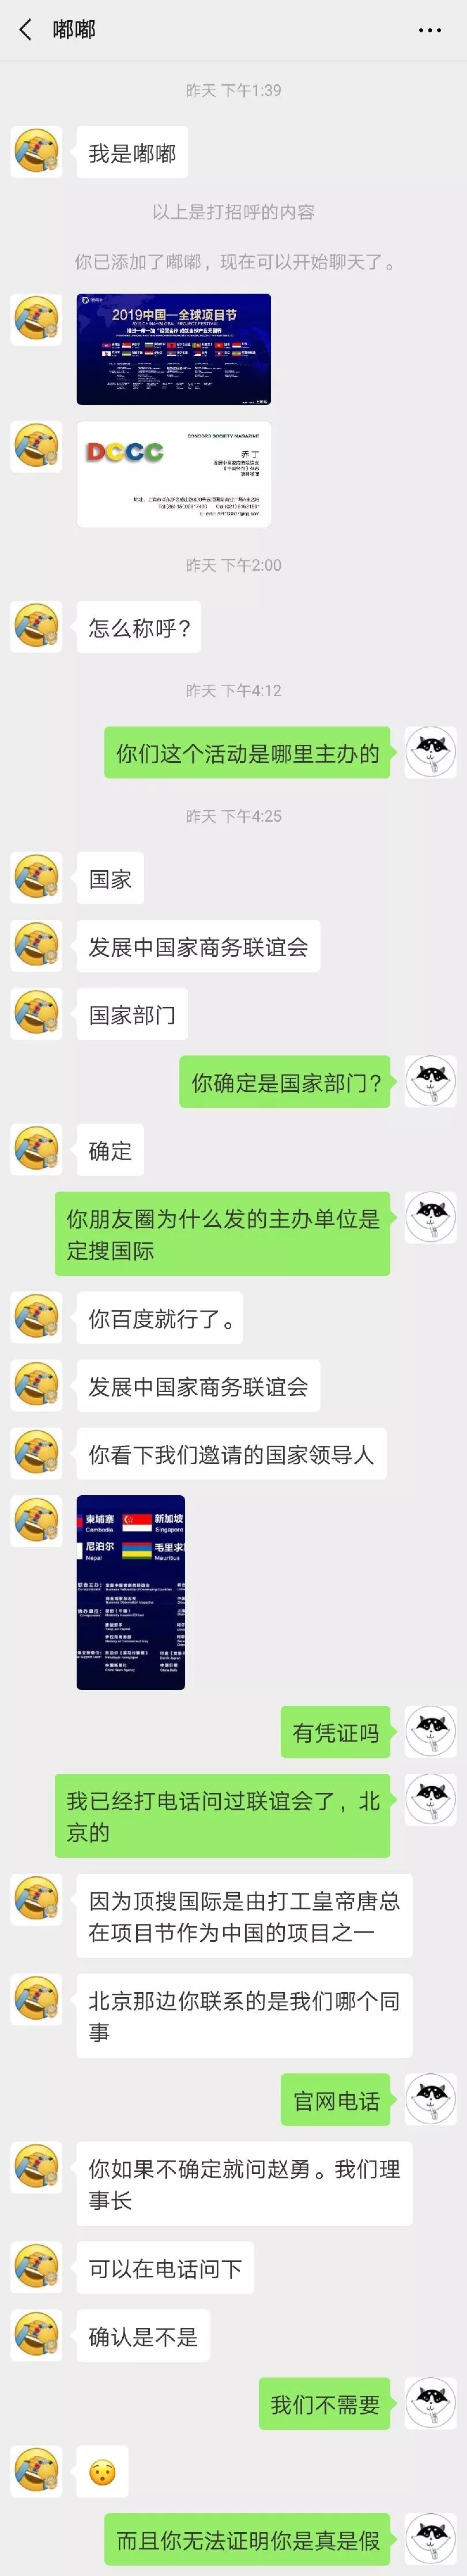 嘟嘟
昨天 下午1:39
我是嘟嘟
以上是打招呼的内容
你已添加了嘟嘟，现在可以开始聊天了。
2019中国—全球项目节
DCCC
CONCORD SOCIETY MAGAZINE
乔丁
昨天 下午2:00
怎么称呼？
昨天 下午4:12
你们这个活动是哪里主办的
昨天 下午4:25
国家
发展中国家商务联谊会
国家部门
你确定是国家部门？
确定
你朋友圈为什么发的主办单位是
定搜国际
你百度就行了。
发展中国家商务联谊会
你看下我们邀请的国家领导人
柬埔寨
Cambodia
新加坡
Singapore
尼泊尔
Nepal
毛里求
Mauritius
有凭证吗
我已经打电话问过联谊会了，北
京的
因为顶搜国际是由打工皇帝唐总
在项目节作为中国的项目之一
北京那边你联系的是我们哪个同
事
官网电话
你如果不确定就问赵勇。我们理
事长
可以在电话问下
确认是不是
我们不需要
而且你无法证明你是真是假